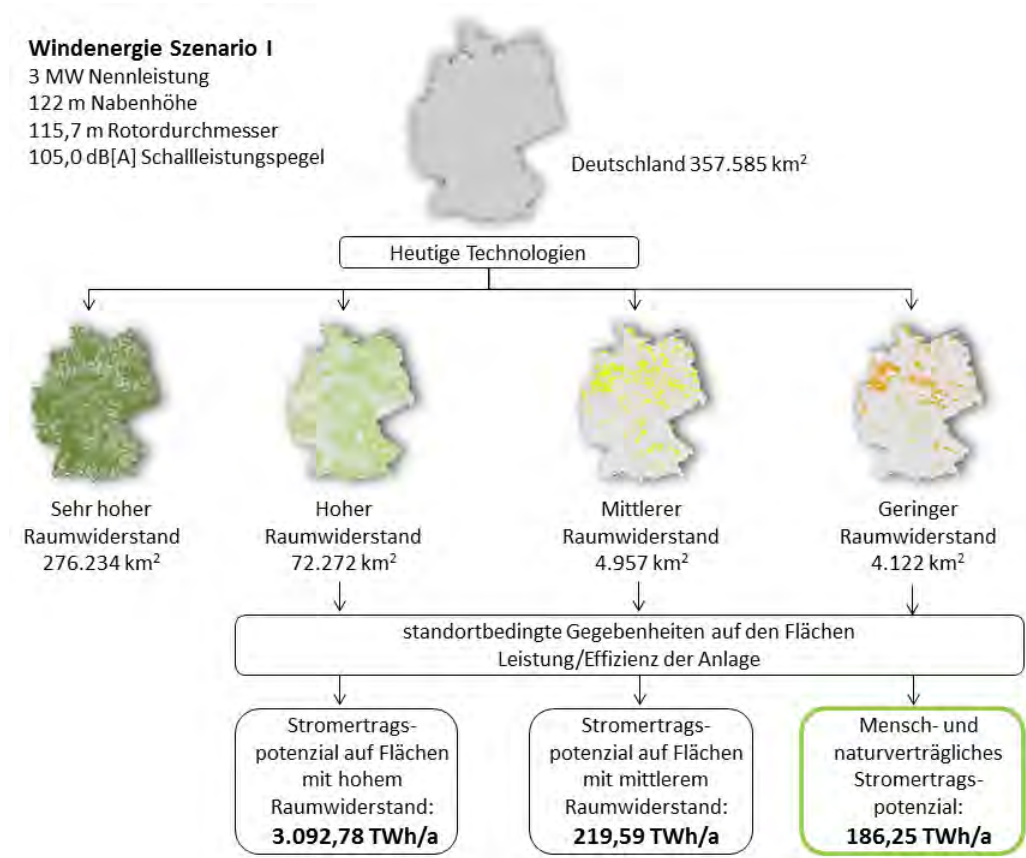 Windenergie Szenario I
3 MW Nennleistung
122 m Nabenhöhe
115,7 m Rotordurchmesser
105,0 dB[A] Schallleistungspegel
Deutschland 357.585 km²
Heutige Technologien
Sehr hoher
Raumwiderstand
276.234 km²
Hoher
Raumwiderstand
72.272 km²
Mittlerer
Raumwiderstand
4.957 km²
Geringer
Raumwiderstand
4.122 km²
standortbedingte Gegebenheiten auf den Flächen
Leistung/Effizienz der Anlage
Stromertrags-
potenzial auf Flächen
mit hohem
Raumwiderstand:
3.092,78 TWh/a
Stromertrags-
potenzial auf Flächen
mit mittlerem
Raumwiderstand:
219,59 TWh/a
Mensch- und
naturverträgliches
Stromertrags-
potenzial:
186,25 TWh/a